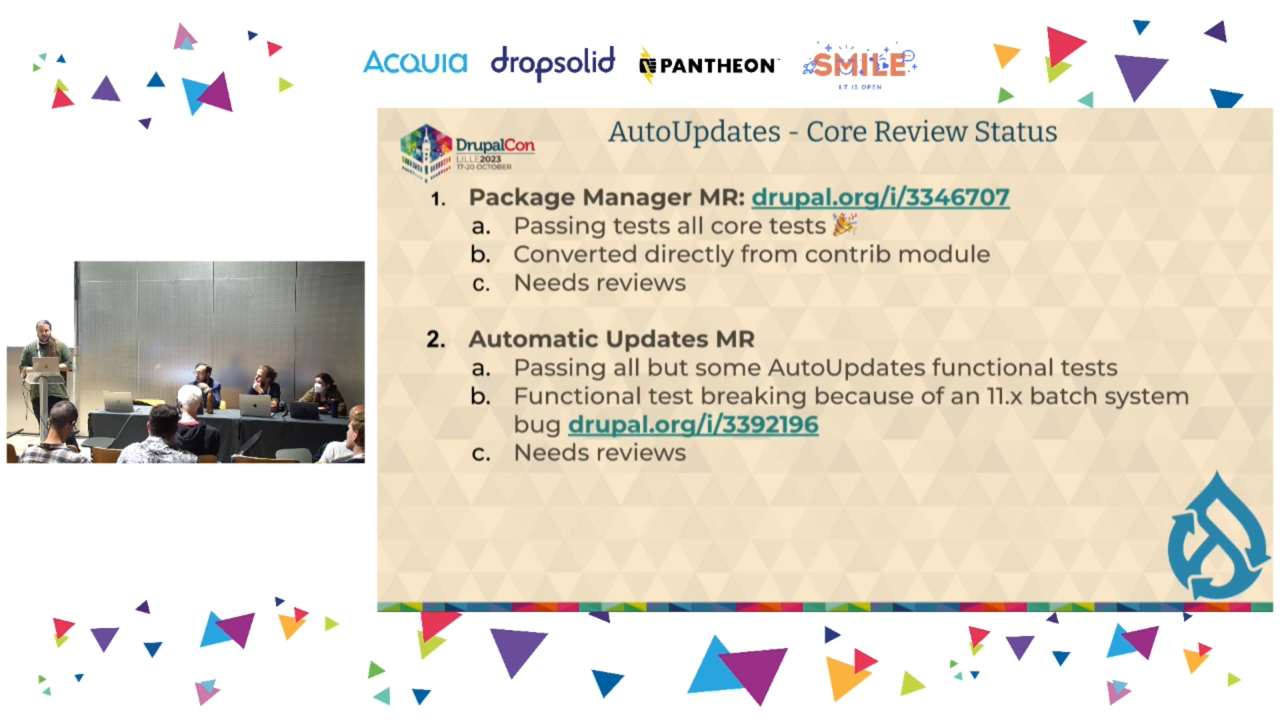 ACQUIA dropsolid PANTHEON SMILE
IT IS OPEN
AutoUpdates - Core Review Status
DrupalCon
LILLE2023
17-20 OCTOBER
1. Package Manager MR: drupal.org/i/3346707
a. Passing tests all core tests 🎉
b. Converted directly from contrib module
c. Needs reviews
2. Automatic Updates MR
a. Passing all but some AutoUpdates functional tests
b. Functional test breaking because of an 11.x batch system
bug drupal.org/i/3392196
c. Needs reviews